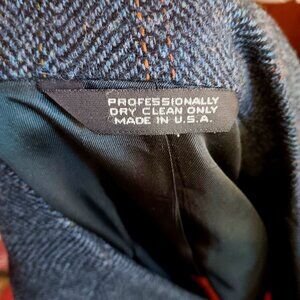 PROFESSIONALLY
DRY CLEAN ONLY
MADE IN U.S.A.